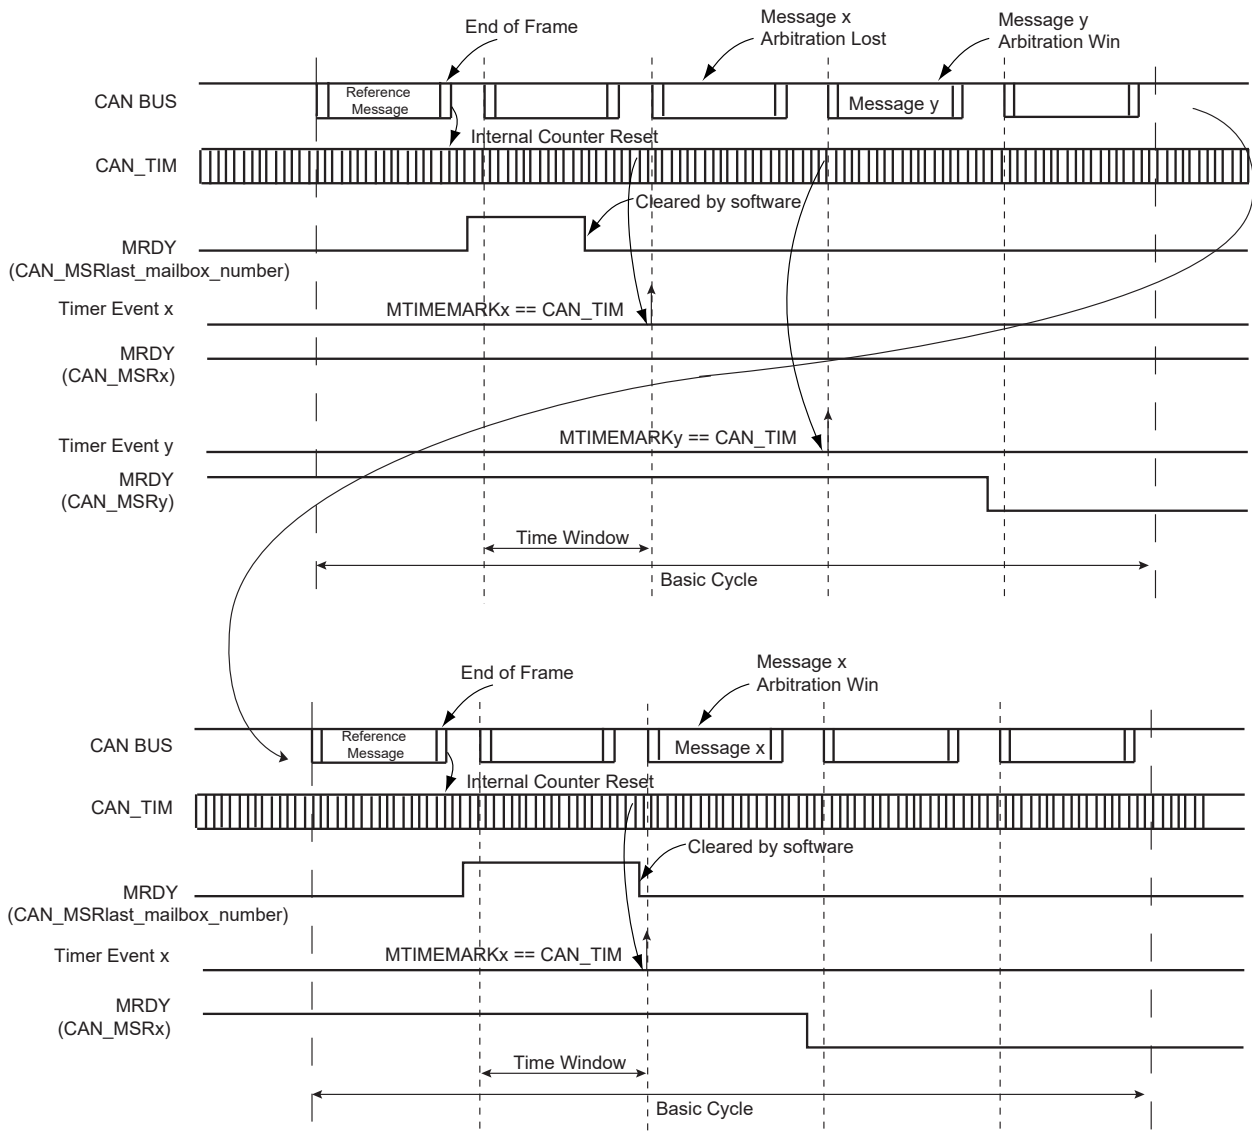 End of Frame
Message x
Arbitration Lost
Message y
Arbitration Win
CAN BUS
Reference
Message
Message y
Internal Counter Reset
CAN_TIM
Cleared by software
MRDY
(CAN_MSRlast_mailbox_number)
Timer Event x
MTIMEMARKx == CAN_TIM
MRDY
(CAN_MSRx)
Timer Event y
MTIMEMARKy == CAN_TIM
MRDY
(CAN_MSRy)
Time Window
Basic Cycle
End of Frame
Message x
Arbitration Win
CAN BUS
Reference
Message
Message x
Internal Counter Reset
CAN_TIM
Cleared by software
MRDY
(CAN_MSRlast_mailbox_number)
Timer Event x
MTIMEMARKx == CAN_TIM
MRDY
(CAN_MSRx)
Time Window
Basic Cycle